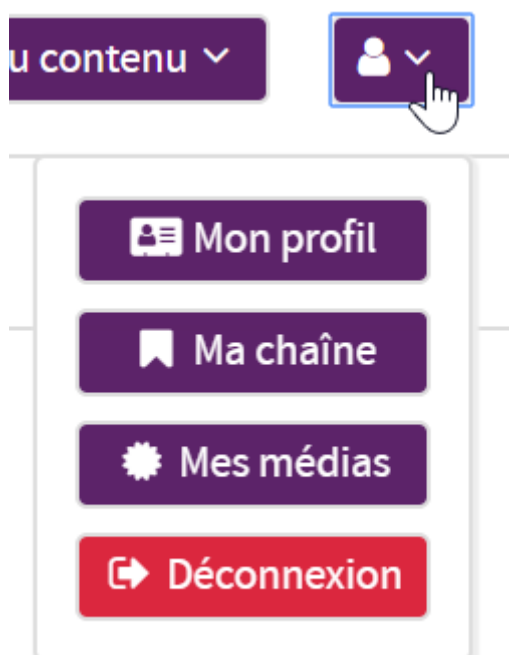 u contenu
Mon profil
Ma chaîne
Mes médias
Déconnexion